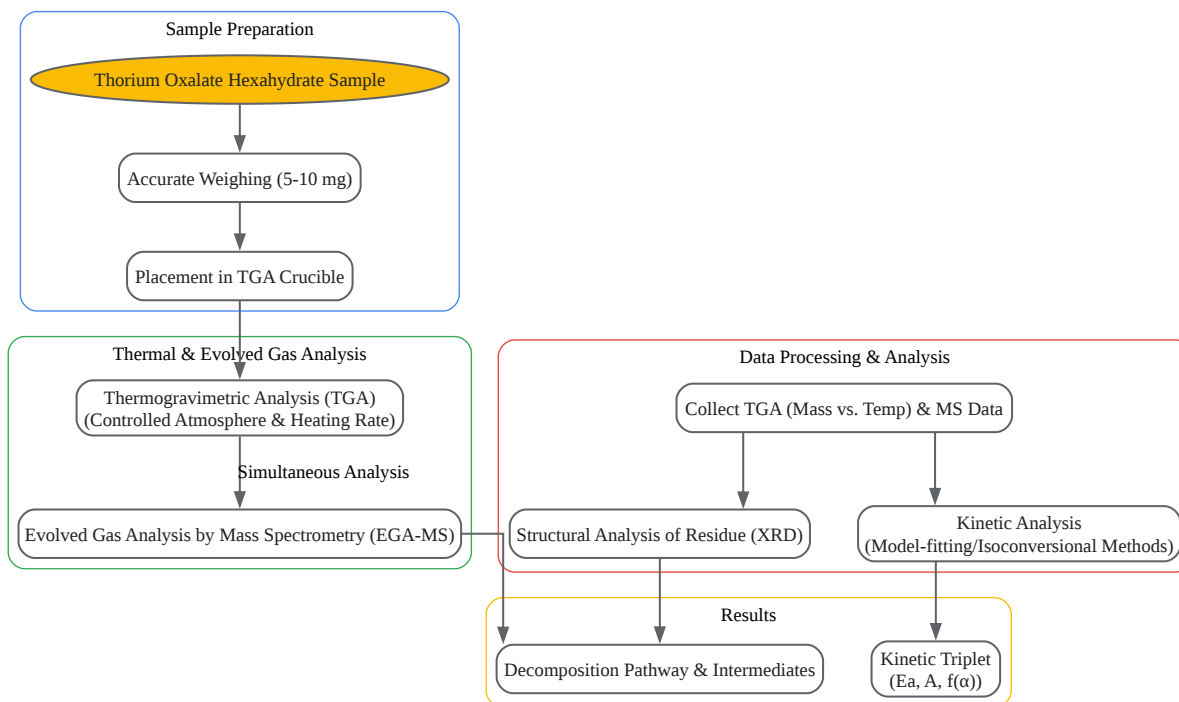 Sample Preparation
Thorium Oxalate Hexahydrate Sample
Accurate Weighing (5-10 mg)
Placement in TGA Crucible
Thermal & Evolved Gas Analysis
Thermogravimetric Analysis (TGA)
(Controlled Atmosphere & Heating Rate)
Simultaneous Analysis
Evolved Gas Analysis by Mass Spectrometry (EGA-MS)
Data Processing & Analysis
Collect TGA (Mass vs. Temp) & MS Data
Structural Analysis of Residue (XRD)
Kinetic Analysis
(Model-fitting/Isoconversional Methods)
Results
Decomposition Pathway & Intermediates
Kinetic Triplet
(Ea, A, f(α))